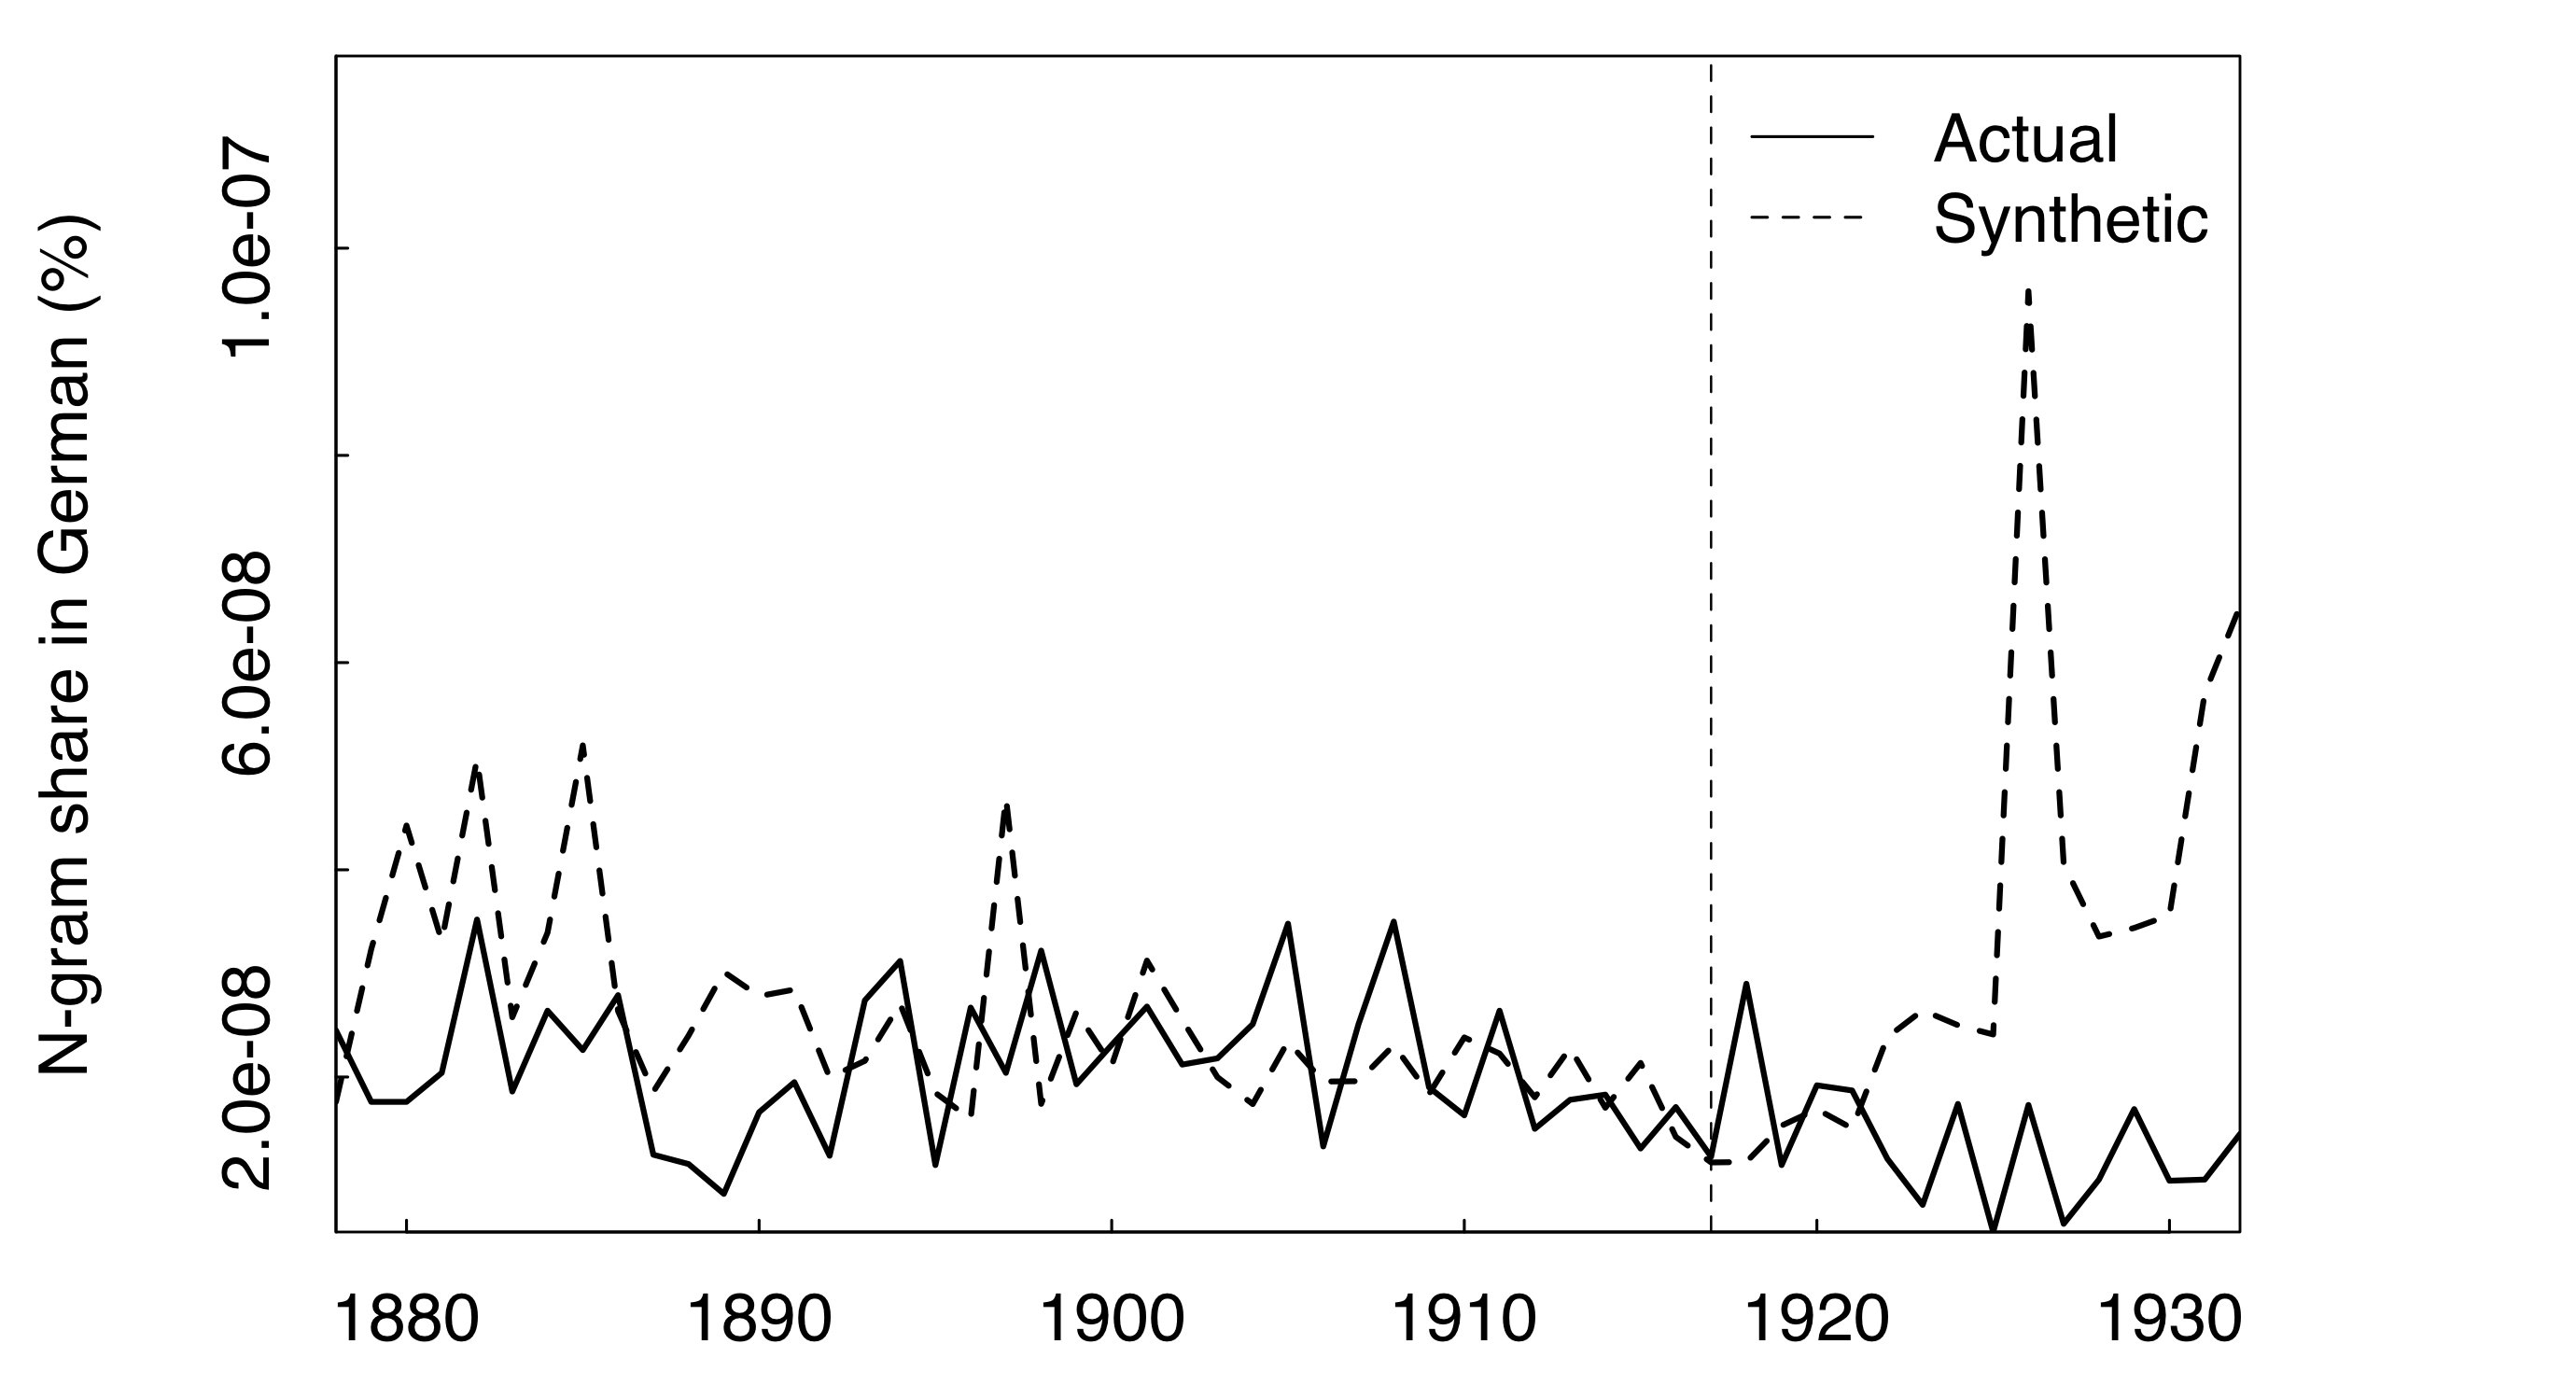 N-gram share in German (%)
1.0e-07
6.0e-08
2.0e-08
Actual
Synthetic
1880 1890 1900 1910 1920 1930